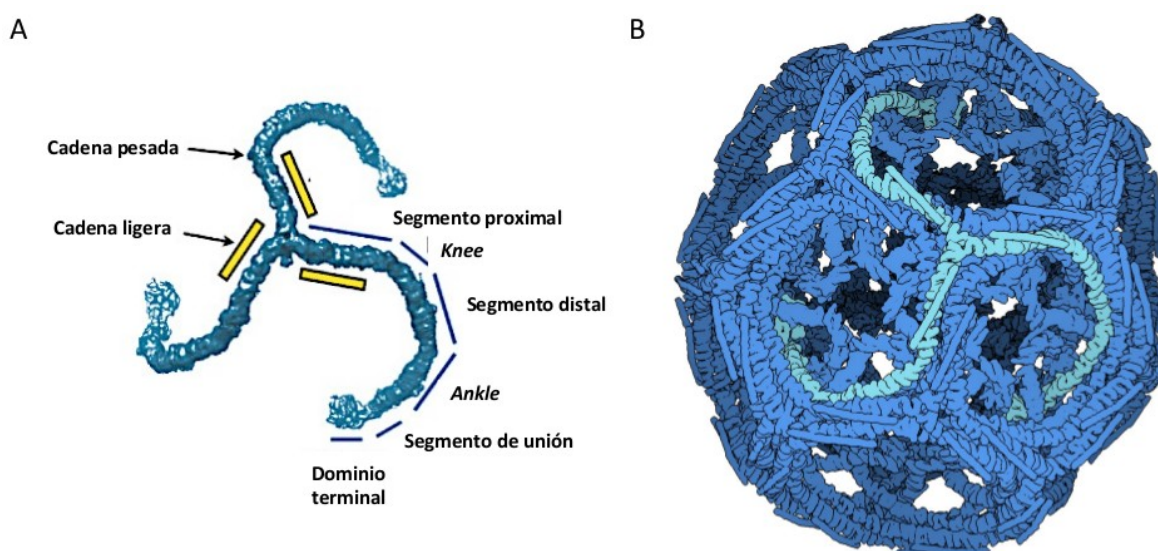 A
B
Cadena pesada
Cadena ligera
Segmento proximal
Knee
Segmento distal
Ankle
Segmento de unión
Dominio
terminal